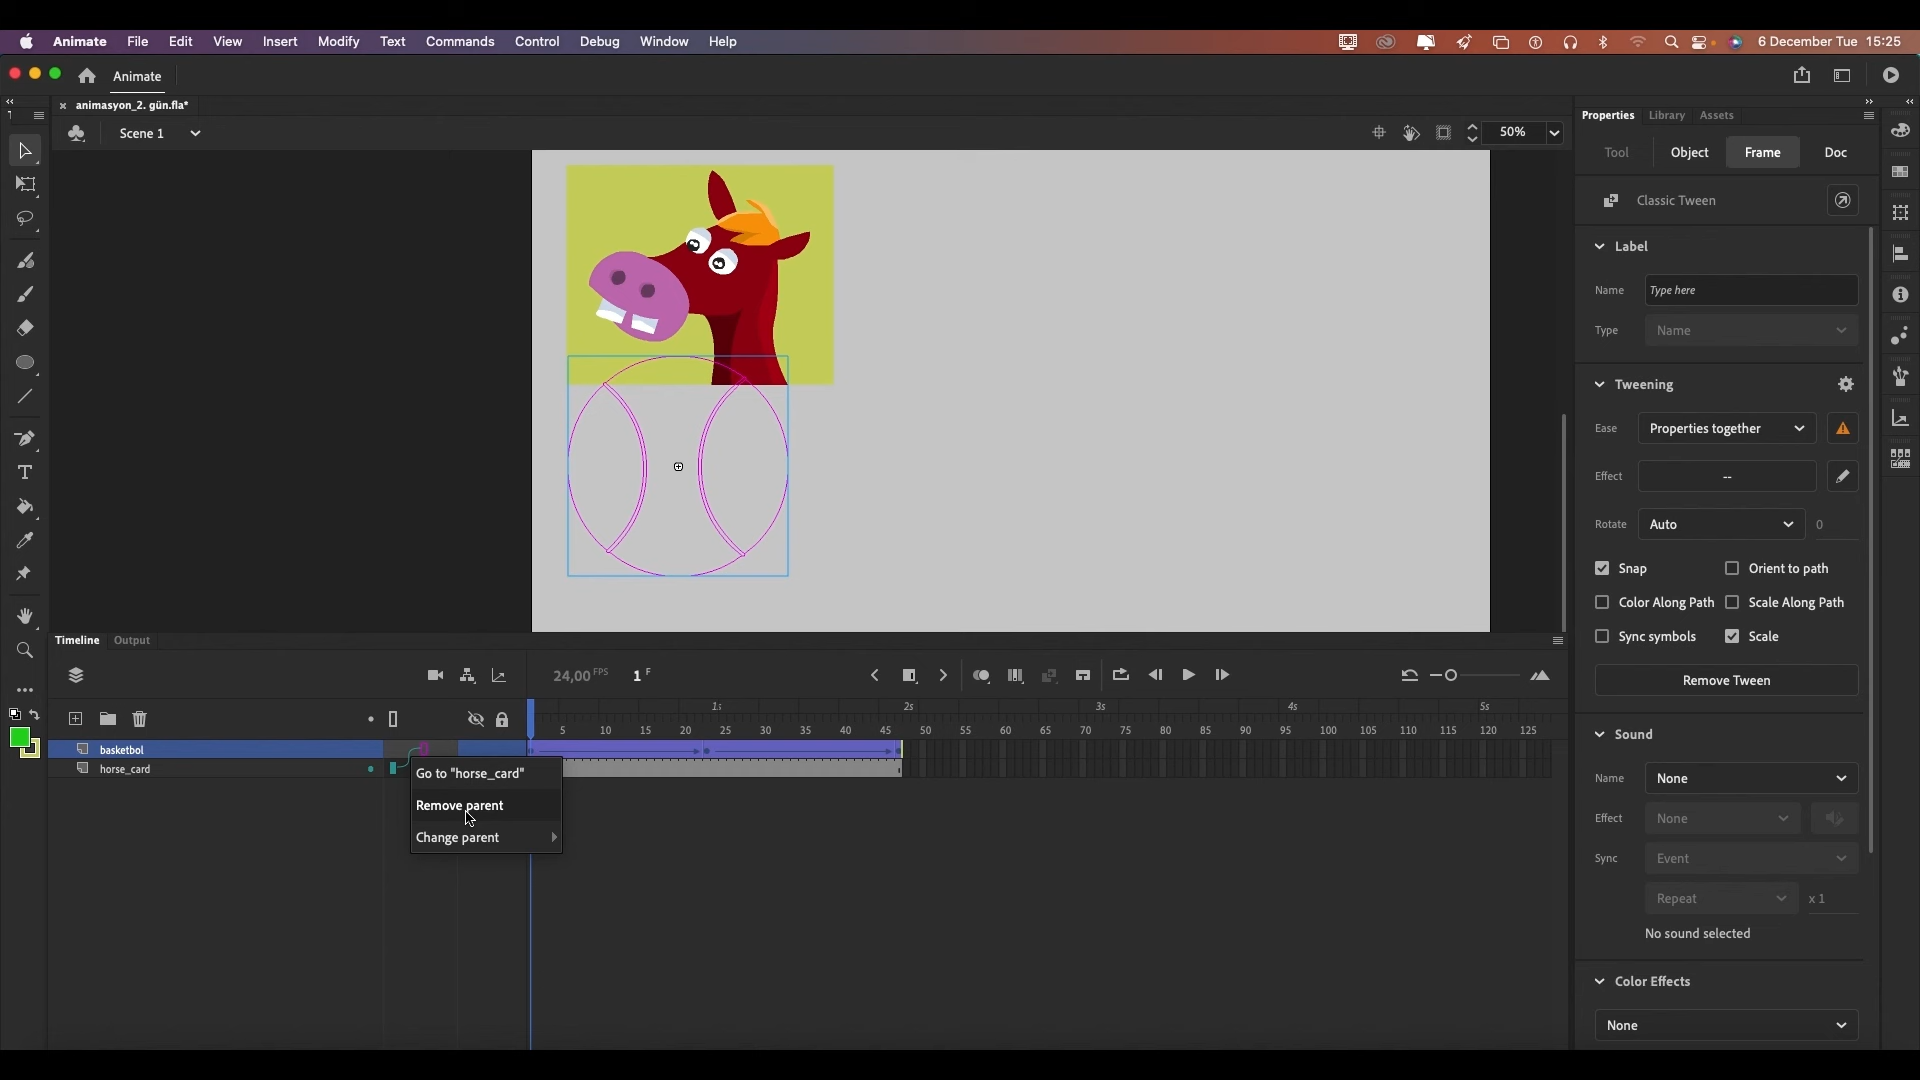 Animate File Edit View Insert Modify Text Commands Control Debug Window Help 6 December Tue 15:25
Animate
animasyon_2. gün.fla*
Scene 1 50%
Properties Library Assets
Tool Object Frame Doc
Classic Tween
Label
Name Type here
Type Name
Tweening
Ease Properties together
Effect --
Rotate Auto 0
Snap Orient to path
Color Along Path Scale Along Path
Sync symbols Scale
Remove Tween
Sound
Name None
Effect None
Sync Event
Repeat x 1
No sound selected
Color Effects
None
T
Timeline Output
24,00 FPS 1 F
1s 2s 3s 4s 5s
5 10 15 20 25 30 35 40 45 50 55 60 65 70 75 80 85 90 95 100 105 110 115 120 125
basketbol
horse_card
Go to "horse_card"
Remove parent
Change parent